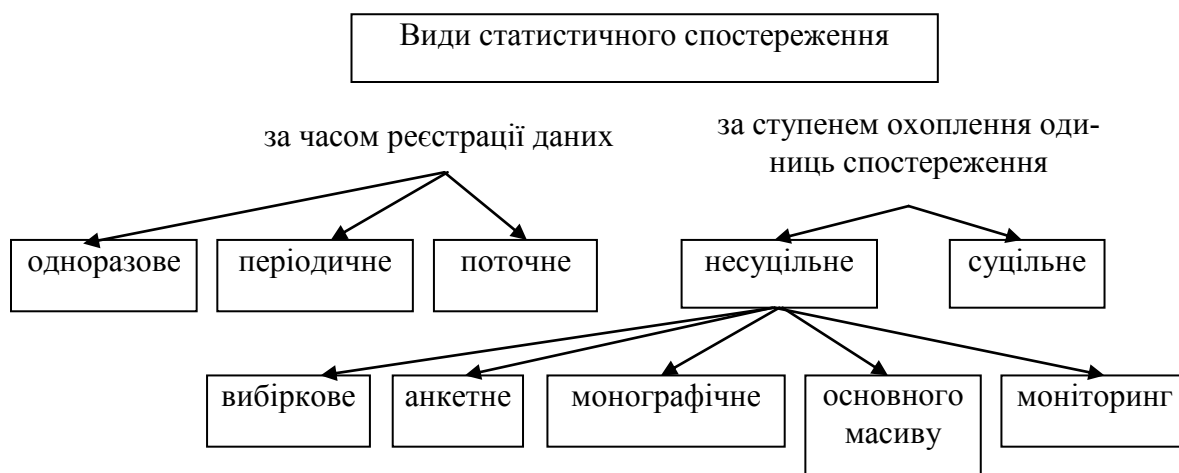 Види статистичного спостереження
за часом реєстрації даних
за ступенем охоплення оди-
ниць спостереження
одноразове
періодичне
поточне
несуцільне
суцільне
вибіркове
анкетне
монографічне
основного
масиву
моніторинг